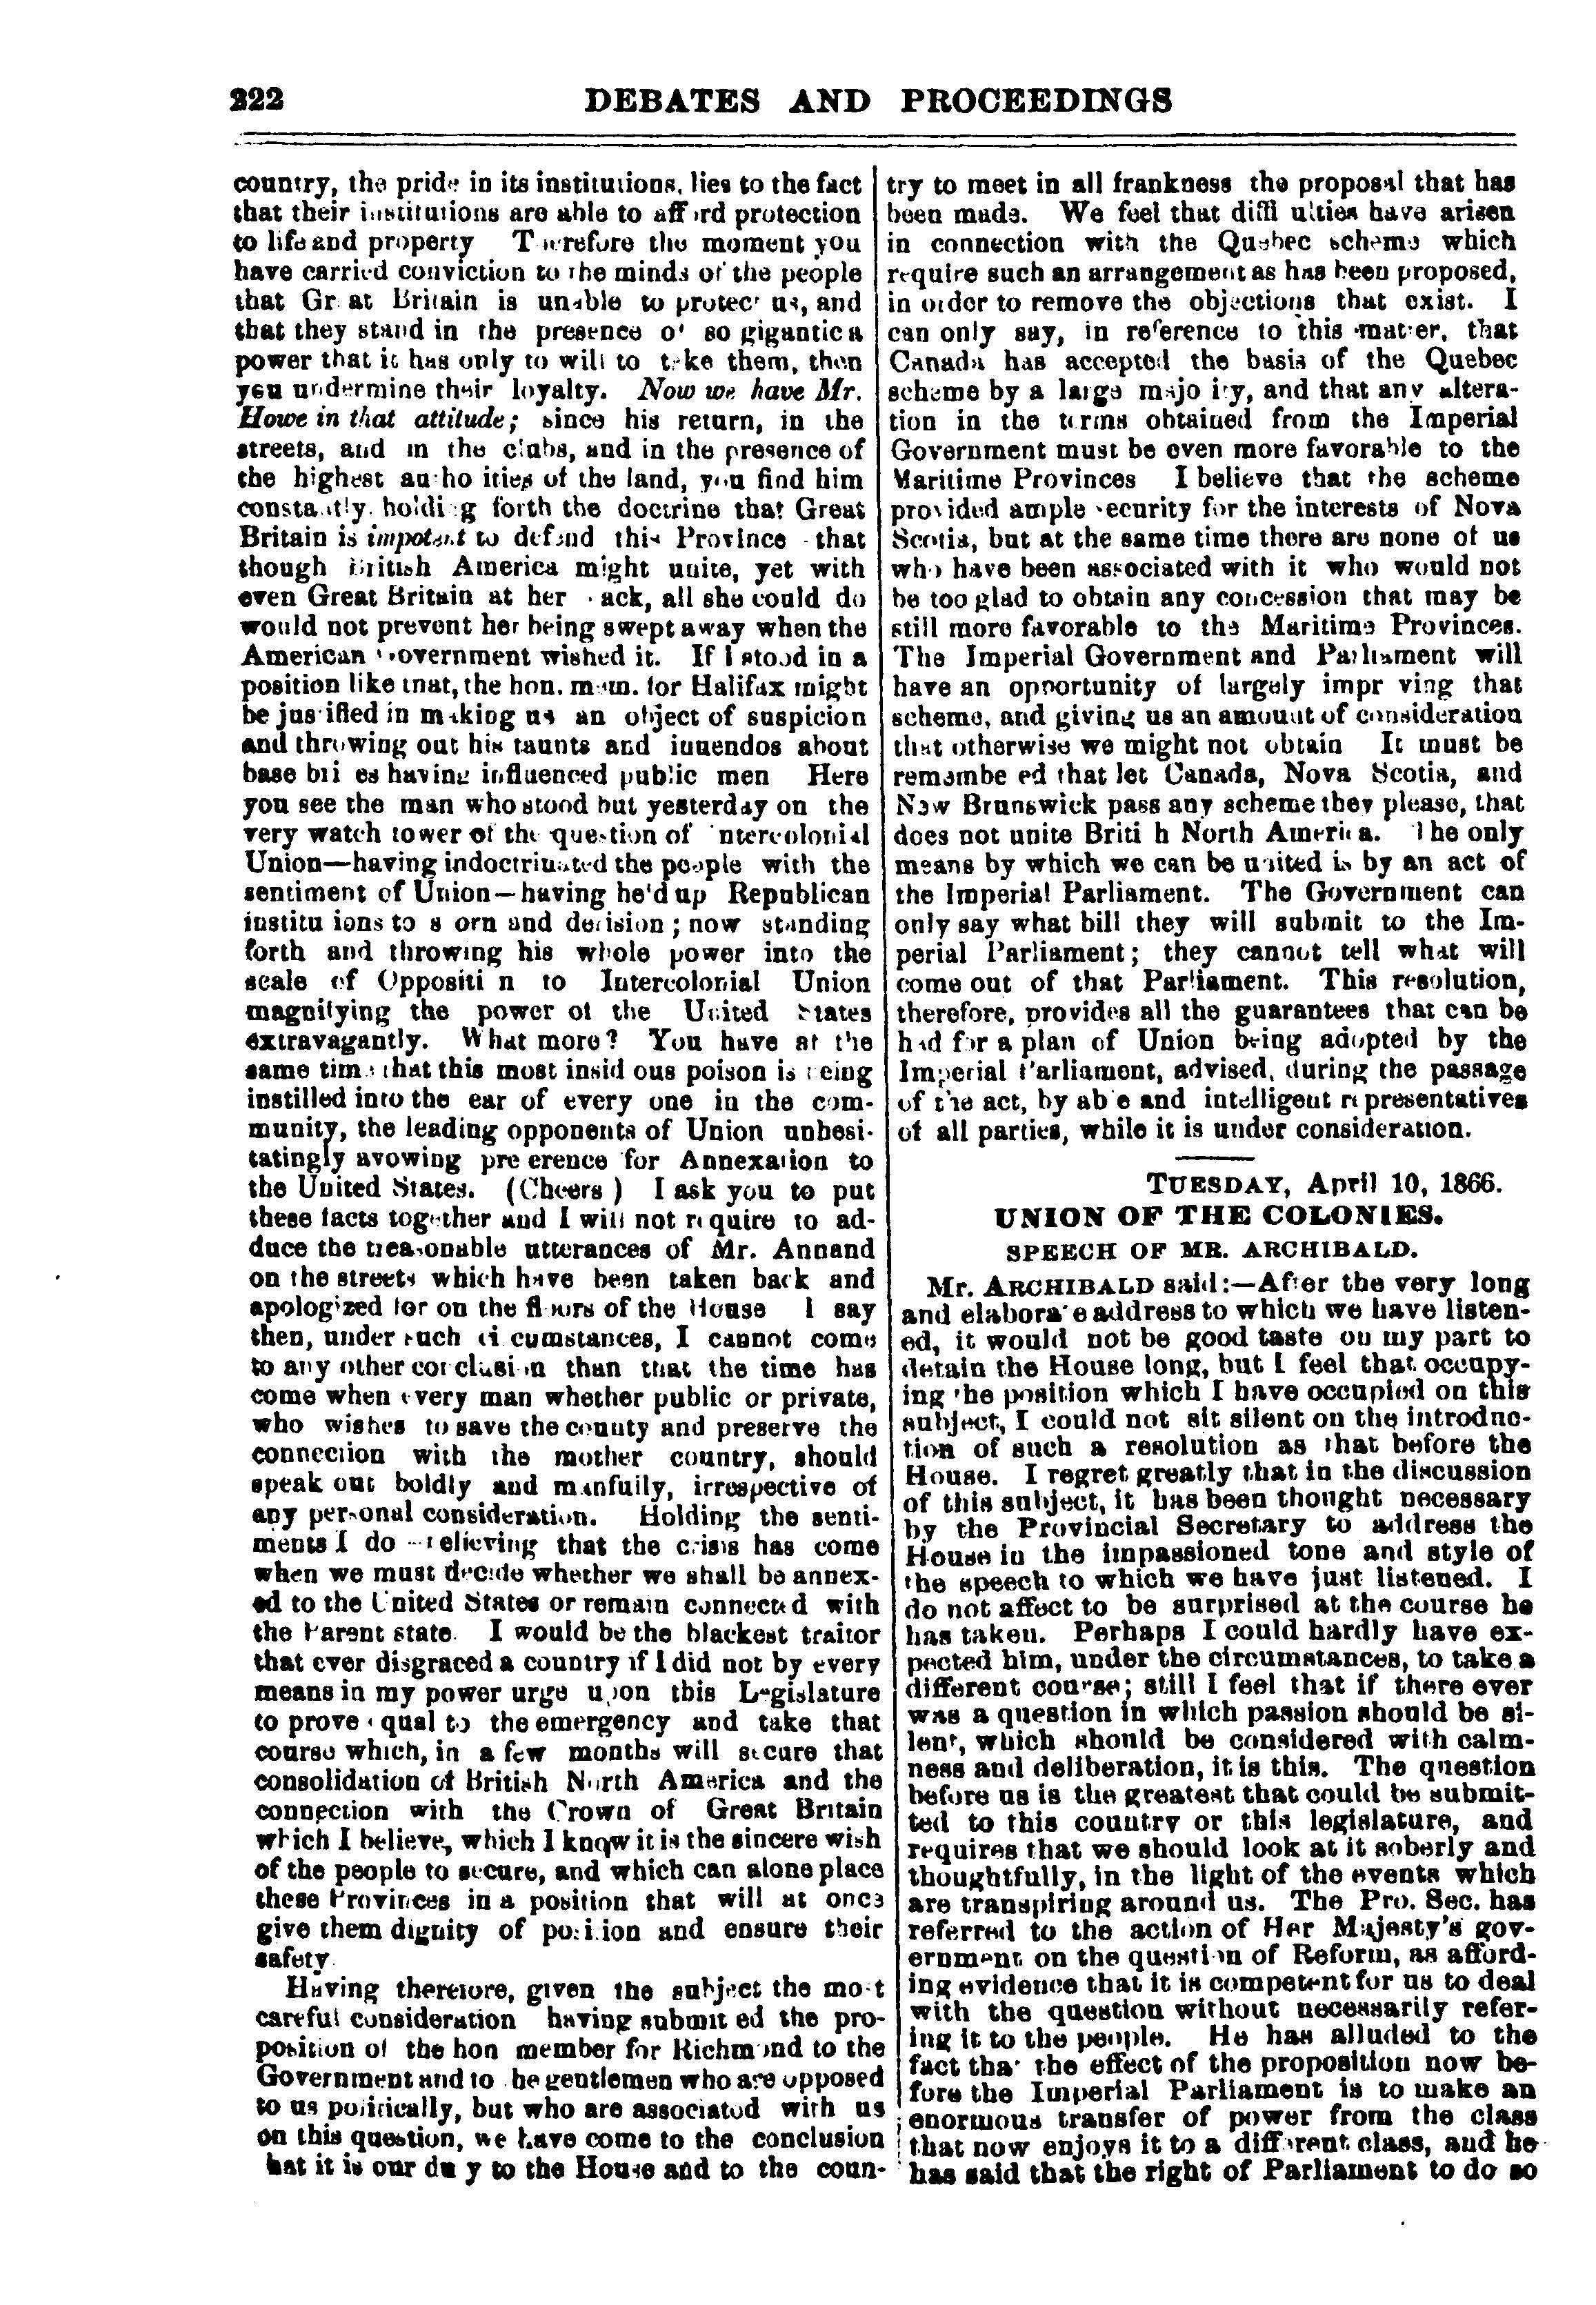 222 DEBATES AND PROCEEDINGS
country, the pride in its institutions, lies to the fact
that their institutions are able to afford protection
to life and property Therefore the moment you
have carried conviction to the minds of the people
that Great Britain is unable to protect us, and
that they stand in the presence of so gigantic a
power that it has only to will to take them, then
you undermine their loyalty. Now we have Mr.
Howe in that attitude; since his return, in the
streets, and in the clubs, and in the presence of
the highest authorities of the land, you find him
constantly holding forth the doctrine that Great
Britain is impotent to defend this Province - that
though British America might unite, yet with
even Great Britain at her back, all she could do
would not prevent her being swept away when the
American Government wished it. If I stood in a
position like that, the hon. mem. for Halifax might
be justified in making us an object of suspicion
and throwing out his taunts and inuendos about
base bribes having influenced public men Here
you see the man who stood but yesterday on the
very watch tower of the question of Intercolonial
Union—having indoctrinated the people with the
sentiment of Union—having he'd up Republican
institutions to scorn and derision; now standing
forth and throwing his whole power into the
scale of Opposition to Intercolonial Union
magnifying the power of the United States
extravagantly. What more? You have at the
same time that this most insidious poison is being
instilled into the ear of every one in the com-
munity, the leading opponents of Union unhesi-
tatingly avowing preference for Annexation to
the United States. (Cheers) I ask you to put
these facts together and I will not require to ad-
duce the treasonable utterances of Mr. Annand
on the streets which have been taken back and
apologized for on the floors of the House I say
then, under such circumstances, I cannot come
to any other conclusion than that the time has
come when every man whether public or private,
who wishes to save the county and preserve the
connection with the mother country, should
speak out boldly and manfully, irrespective of
any personal consideration. Holding the senti-
ments I do - believing that the crisis has come
when we must decide whether we shall be annex-
ed to the United States or remain connected with
the Parent state. I would be the blackest traitor
that ever disgraced a country if I did not by every
means in my power urge upon this Legislature
to prove equal to the emergency and take that
course which, in a few months will secure that
consolidation of British North America and the
connection with the Crown of Great Britain
which I believe, which I know it is the sincere wish
of the people to secure, and which can alone place
these Provinces in a position that will at once
give them dignity of position and ensure their
safety.
Having therefore, given the subject the most
careful consideration having submitted the pro-
position of the hon member for Richmond to the
Government and to the gentlemen who are opposed
to us politically, but who are associated with us
on this question, we have come to the conclusion
that it is our duty to the House and to the coun-
try to meet in all frankness the proposal that has
been made. We feel that difficulties have arisen
in connection with the Quebec scheme which
require such an arrangement as has been proposed,
in order to remove the objections that exist. I
can only say, in reference to this matter, that
Canada has accepted the basis of the Quebec
scheme by a large majority, and that any altera-
tion in the terms obtained from the Imperial
Government must be even more favorable to the
Maritime Provinces I believe that the scheme
provided ample security for the interests of Nova
Scotia, but at the same time there are none of us
who have been associated with it who would not
be too glad to obtain any concession that may be
still more favorable to the Maritime Provinces.
The Imperial Government and Parliament will
have an opportunity of largely improving that
scheme, and giving us an amount of consideration
that otherwise we might not obtain It must be
remembered that let Canada, Nova Scotia, and
New Brunswick pass any scheme they please, that
does not unite British North America. The only
means by which we can be united is by an act of
the Imperial Parliament. The Government can
only say what bill they will submit to the Im-
perial Parliament; they cannot tell what will
come out of that Parliament. This resolution,
therefore, provides all the guarantees that can be
had for a plan of Union being adopted by the
Imperial Parliament, advised, during the passage
of the act, by able and intelligent representatives
of all parties, while it is under consideration.
TUESDAY, April 10, 1866.
UNION OF THE COLONIES.
SPEECH OF MR. ARCHIBALD.
Mr. ARCHIBALD said:—After the very long
and elaborate address to which we have listen-
ed, it would not be good taste on my part to
detain the House long, but I feel that occupy-
ing the position which I have occupied on this
subject, I could not sit silent on the introduc-
tion of such a resolution as that before the
House. I regret greatly that in the discussion
of this subject, it has been thought necessary
by the Provincial Secretary to address the
House in the impassioned tone and style of
the speech to which we have just listened. I
do not affect to be surprised at the course he
has taken. Perhaps I could hardly have ex-
pected him, under the circumstances, to take a
different course; still I feel that if there ever
was a question in which passion should be si-
lent, which should be considered with calm-
ness and deliberation, it is this. The question
before us is the greatest that could be submit-
ted to this country or this legislature, and
requires that we should look at it soberly and
thoughtfully, in the light of the events which
are transpiring around us. The Pro. Sec. has
referred to the action of Her Majesty's gov-
ernment on the question of Reform, as afford-
ing evidence that it is competent for us to deal
with the question without necessarily refer-
ing it to the people. He has alluded to the
fact that the effect of the proposition now be-
fore the Imperial Parliament is to make an
enormous transfer of power from the class
that now enjoys it to a different class, and he
has said that the right of Parliament to do so